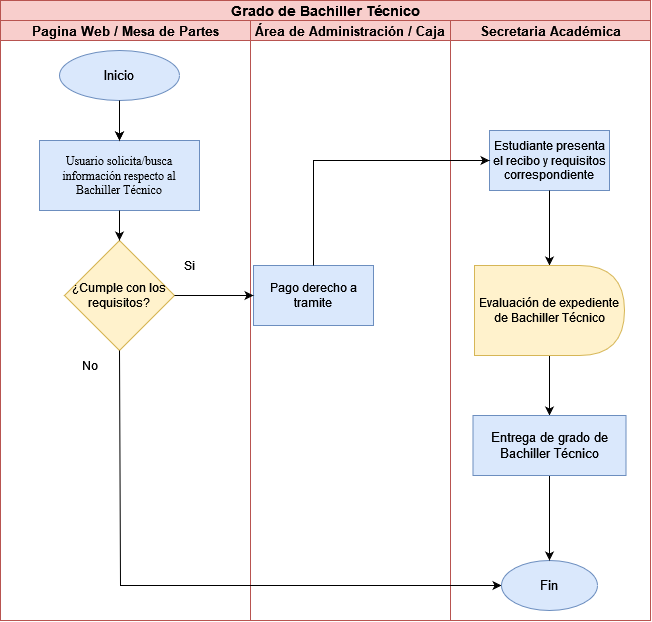 Grado de Bachiller Técnico
Pagina Web / Mesa de Partes
Área de Administración / Caja
Secretaria Académica
Inicio
Usuario solicita/busca
información respecto al
Bachiller Técnico
¿Cumple con los
requisitos?
Si
No
Pago derecho a
tramite
Estudiante presenta
el recibo y requisitos
correspondiente
Evaluación de expediente
de Bachiller Técnico
Entrega de grado de
Bachiller Técnico
Fin